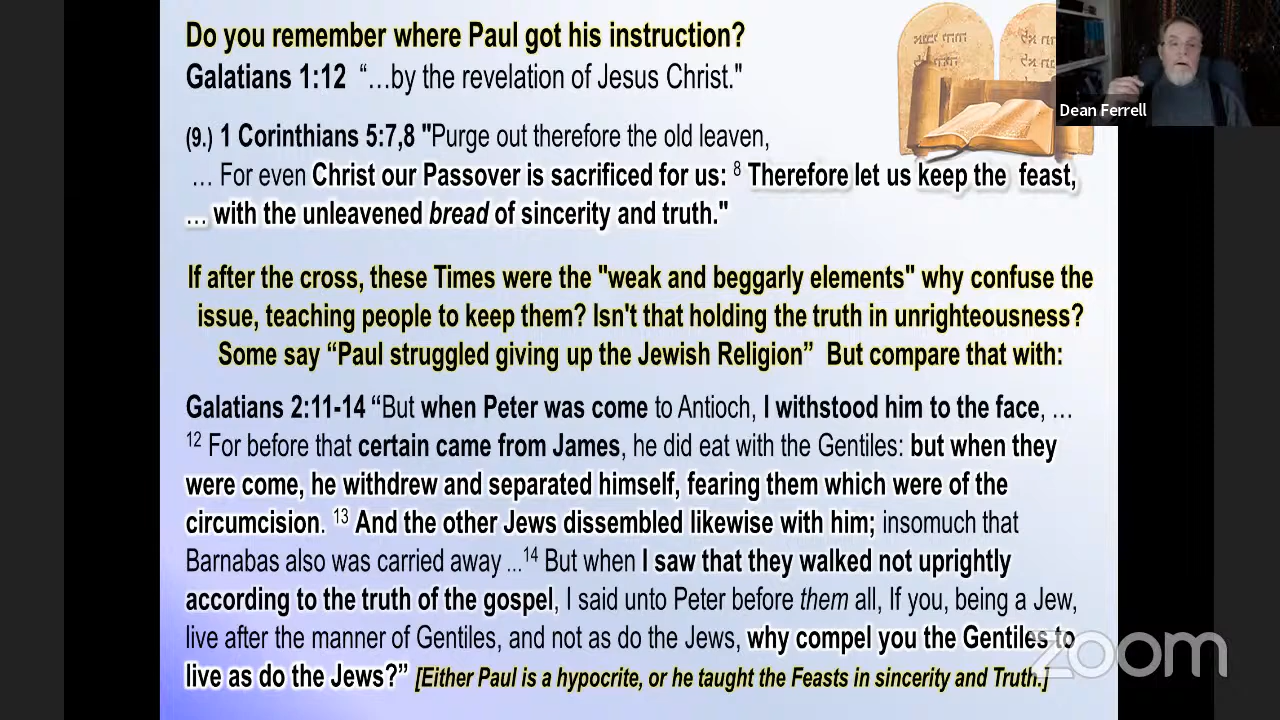 Do you remember where Paul got his instruction?
Galatians 1:12 “…by the revelation of Jesus Christ."
(9.) 1 Corinthians 5:7,8 "Purge out therefore the old leaven,
… For even Christ our Passover is sacrificed for us: 8 Therefore let us keep the feast,
… with the unleavened bread of sincerity and truth."
If after the cross, these Times were the "weak and beggarly elements" why confuse the
issue, teaching people to keep them? Isn't that holding the truth in unrighteousness?
Some say “Paul struggled giving up the Jewish Religion” But compare that with:
Galatians 2:11-14 “But when Peter was come to Antioch, I withstood him to the face, …
12 For before that certain came from James, he did eat with the Gentiles: but when they
were come, he withdrew and separated himself, fearing them which were of the
circumcision. 13 And the other Jews dissembled likewise with him; insomuch that
Barnabas also was carried away ...14 But when I saw that they walked not uprightly
according to the truth of the gospel, I said unto Peter before them all, If you, being a Jew,
live after the manner of Gentiles, and not as do the Jews, why compel you the Gentiles to
live as do the Jews?” [Either Paul is a hypocrite, or he taught the Feasts in sincerity and Truth.]
Dean Ferrell
zoom